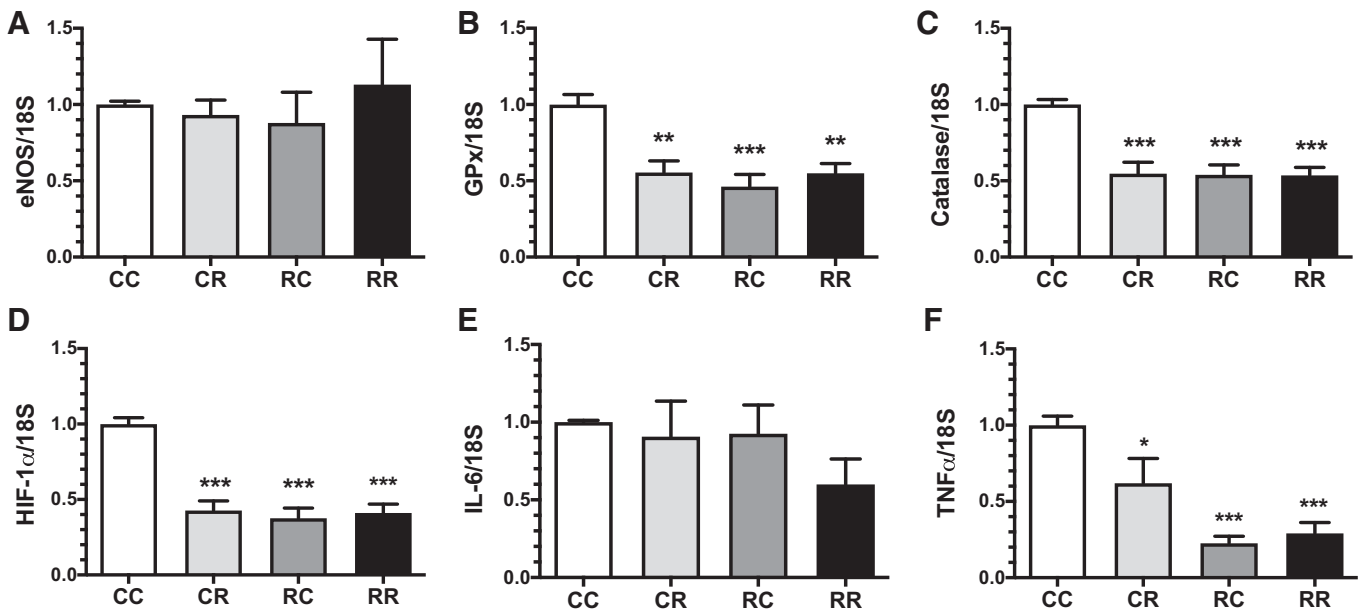 A
eNOS/18S
1.5
1.0
0.5
0.0
CC CR RC RR
B
GPx/18S
1.5
1.0
0.5
0.0
**
***
**
CC CR RC RR
C
Catalase/18S
1.5
1.0
0.5
0.0
***
***
***
CC CR RC RR
D
HIF-1α/18S
1.5
1.0
0.5
0.0
***
***
***
CC CR RC RR
E
IL-6/18S
1.5
1.0
0.5
0.0
CC CR RC RR
F
TNFα/18S
1.5
1.0
0.5
0.0
*
***
***
CC CR RC RR